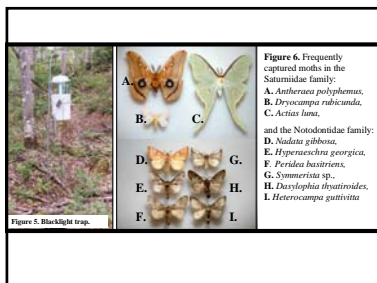 Figure 5. Blacklight trap.
A.
B.
C.
D.
G.
E.
H.
F.
I.
Figure 6. Frequently
captured moths in the
Saturniidae family:
A. Antheraea polyphemus,
B. Dryocampa rubicunda,
C. Actias luna,
and the Notodontidae family:
D. Nadata gibbosa,
E. Hyperaeschra georgica,
F. Peridea basitriens,
G. Symmerista sp.,
H. Dasylophia thyatiroides,
I. Heterocampa guttivitta